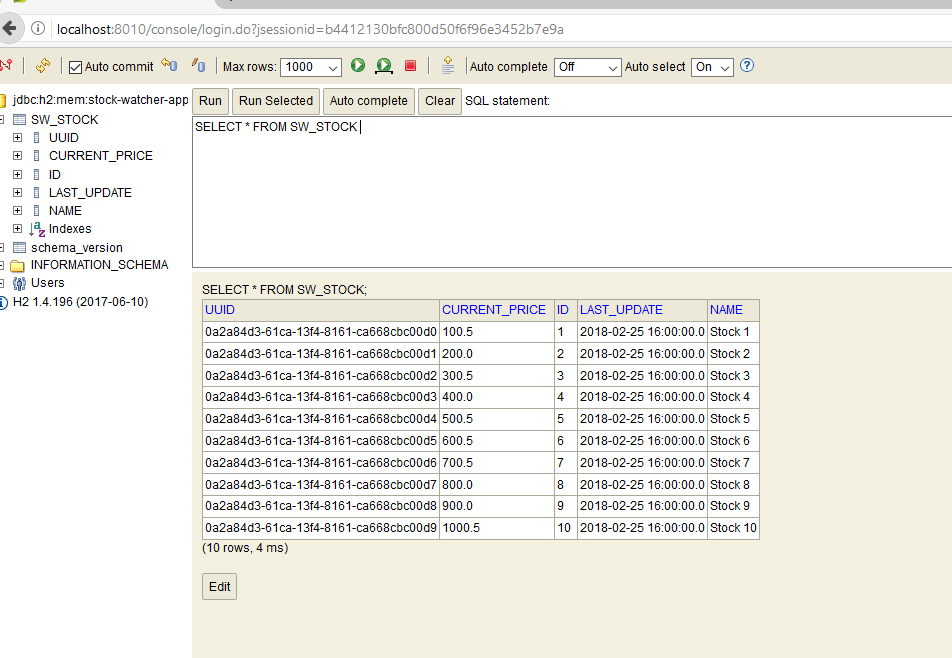 localhost:8010/console/login.do?jsessionid=b4412130bfc800d50f6f96e3452b7e9a
Auto commit Max rows: 1000 Auto complete Off Auto select On ?
jdbc:h2:mem:stock-watcher-app
SW_STOCK
UUID
CURRENT_PRICE
ID
LAST_UPDATE
NAME
Indexes
schema_version
INFORMATION_SCHEMA
Users
H2 1.4.196 (2017-06-10)
Run Run Selected Auto complete Clear SQL statement:
SELECT * FROM SW_STOCK
SELECT * FROM SW_STOCK;
UUID CURRENT_PRICE ID LAST_UPDATE NAME
0a2a84d3-61ca-13f4-8161-ca668cbc00d0 100.5 1 2018-02-25 16:00:00.0 Stock 1
0a2a84d3-61ca-13f4-8161-ca668cbc00d1 200.0 2 2018-02-25 16:00:00.0 Stock 2
0a2a84d3-61ca-13f4-8161-ca668cbc00d2 300.5 3 2018-02-25 16:00:00.0 Stock 3
0a2a84d3-61ca-13f4-8161-ca668cbc00d3 400.0 4 2018-02-25 16:00:00.0 Stock 4
0a2a84d3-61ca-13f4-8161-ca668cbc00d4 500.5 5 2018-02-25 16:00:00.0 Stock 5
0a2a84d3-61ca-13f4-8161-ca668cbc00d5 600.5 6 2018-02-25 16:00:00.0 Stock 6
0a2a84d3-61ca-13f4-8161-ca668cbc00d6 700.5 7 2018-02-25 16:00:00.0 Stock 7
0a2a84d3-61ca-13f4-8161-ca668cbc00d7 800.0 8 2018-02-25 16:00:00.0 Stock 8
0a2a84d3-61ca-13f4-8161-ca668cbc00d8 900.0 9 2018-02-25 16:00:00.0 Stock 9
0a2a84d3-61ca-13f4-8161-ca668cbc00d9 1000.5 10 2018-02-25 16:00:00.0 Stock 10
(10 rows, 4 ms)
Edit